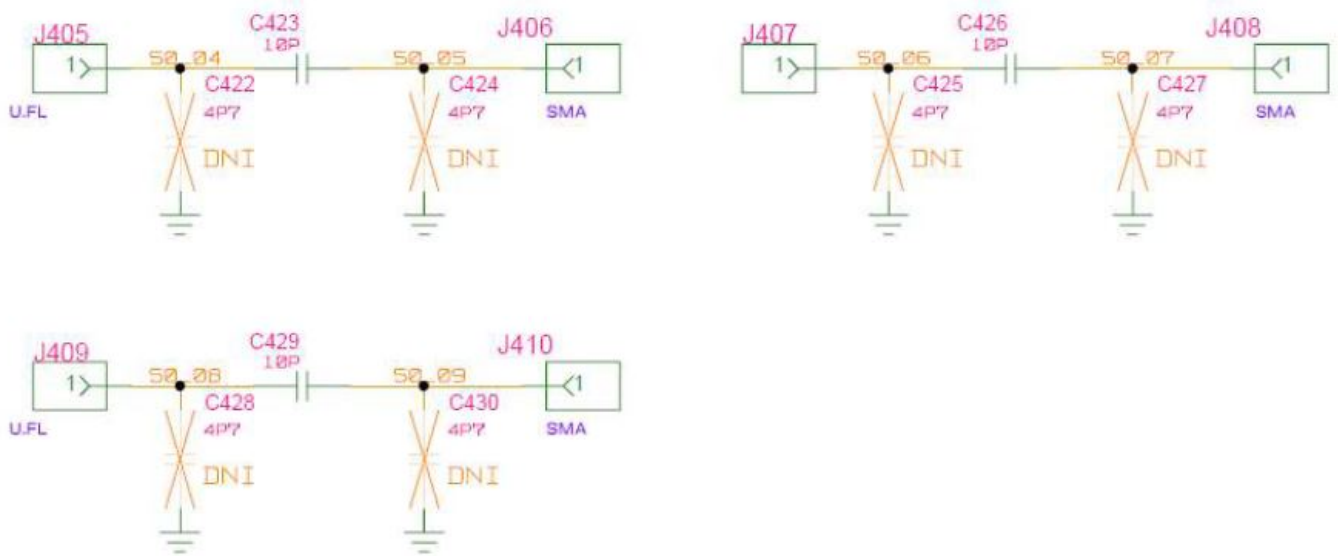 J405
C423
10P
J406
1
50_04
50_05
1
C422
C424
U.FL
4P7
4P7
SMA
DNI
DNI
J407
C426
10P
J408
1
50_06
50_07
1
C425
C427
4P7
4P7
SMA
DNI
DNI
J409
C429
10P
J410
1
50_08
50_09
1
C428
C430
U.FL
4P7
4P7
SMA
DNI
DNI